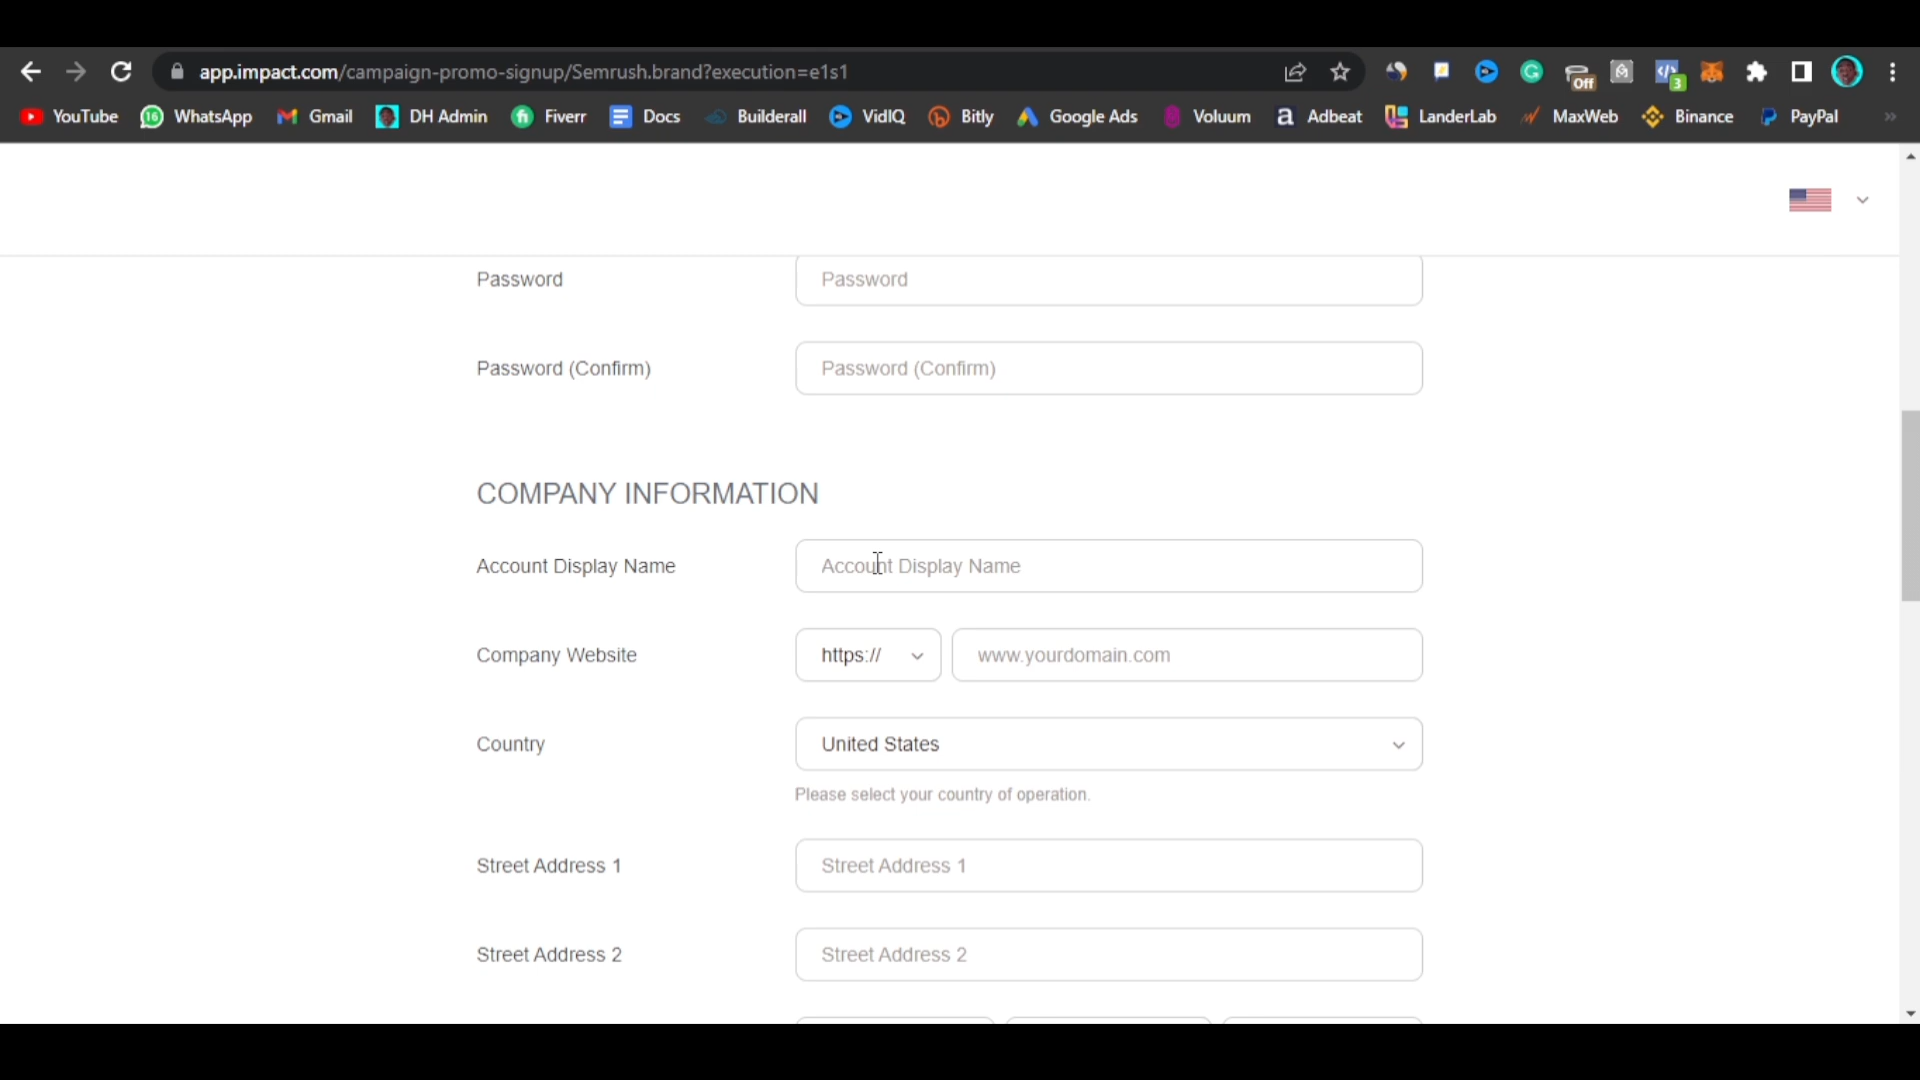 app.impact.com/campaign-promo-signup/Semrush.brand?execution=e1s1
Off
3
YouTube
16
WhatsApp
Gmail
DH Admin
Fiverr
Docs
Builderall
VidIQ
Bitly
Google Ads
Voluum
Adbeat
LanderLab
MaxWeb
Binance
PayPal
»
Password
Password
Password (Confirm)
Password (Confirm)
COMPANY INFORMATION
Account Display Name
Account Display Name
Company Website
https://
www.yourdomain.com
Country
United States
Please select your country of operation.
Street Address 1
Street Address 1
Street Address 2
Street Address 2